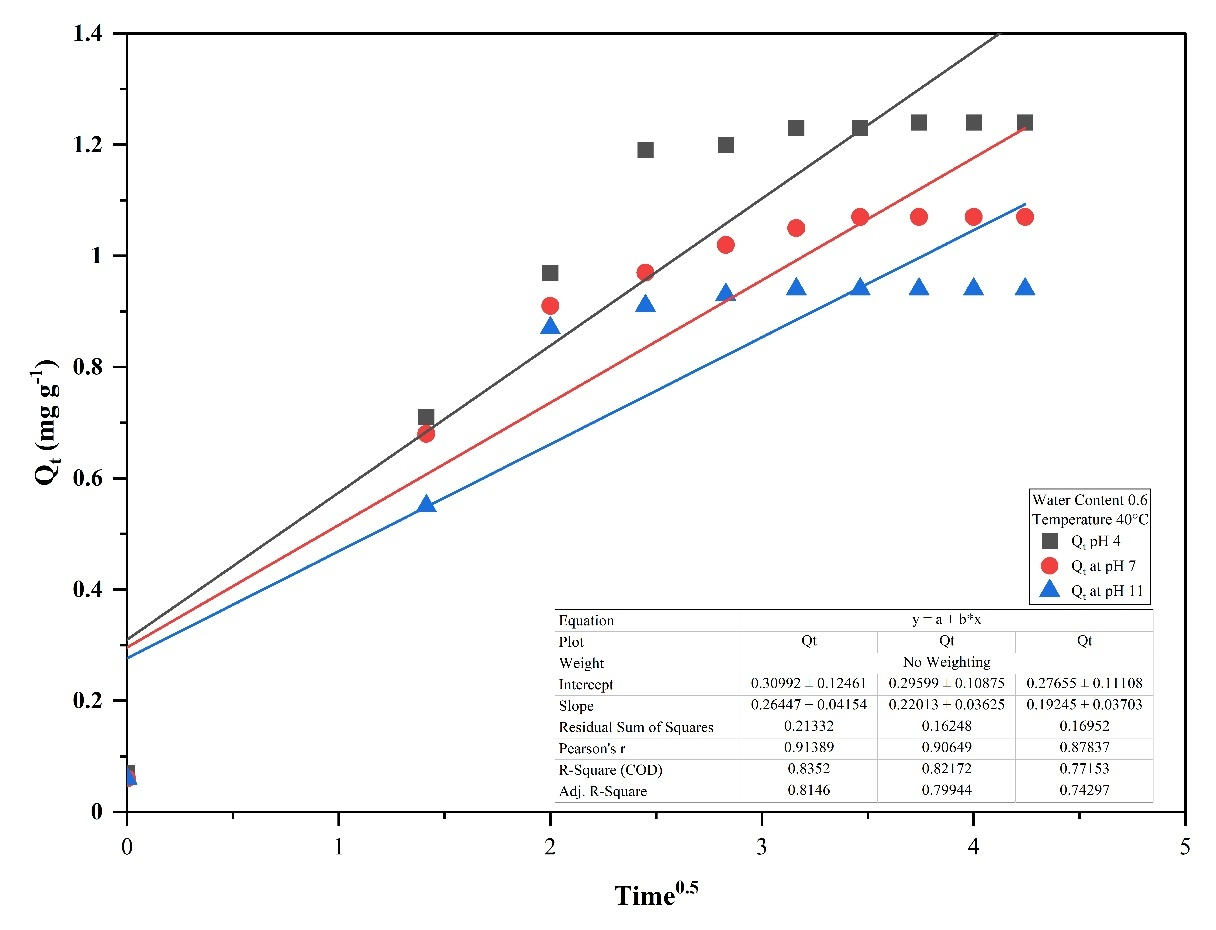 1.4
1.2
1
0.8
0.6
0.4
0.2
0
Qt (mg g-1)
Water Content 0.6
Temperature 40°C
Qt pH 4
Qt at pH 7
Qt at pH 11
Equation y = a + b*x
Plot Qt Qt Qt
Weight No Weighting
Intercept 0.30992 ± 0.12461 0.29599 ± 0.10875 0.27655 ± 0.11108
Slope 0.26447 ± 0.04154 0.22013 ± 0.03625 0.19245 ± 0.03703
Residual Sum of Squares 0.21332 0.16248 0.16952
Pearson's r 0.91389 0.90649 0.87837
R-Square (COD) 0.8352 0.82172 0.77153
Adj. R-Square 0.8146 0.79944 0.74297
0 1 2 3 4 5
Time0.5